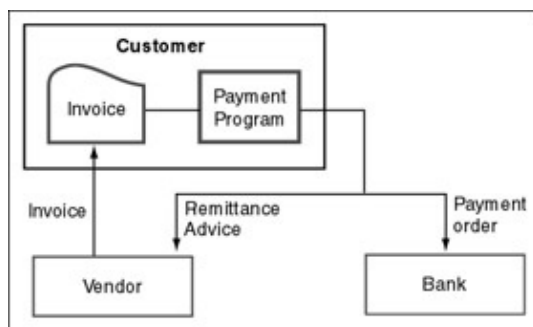 Customer
Invoice
Payment
Program
Invoice
Remittance
Advice
Payment
order
Vendor
Bank